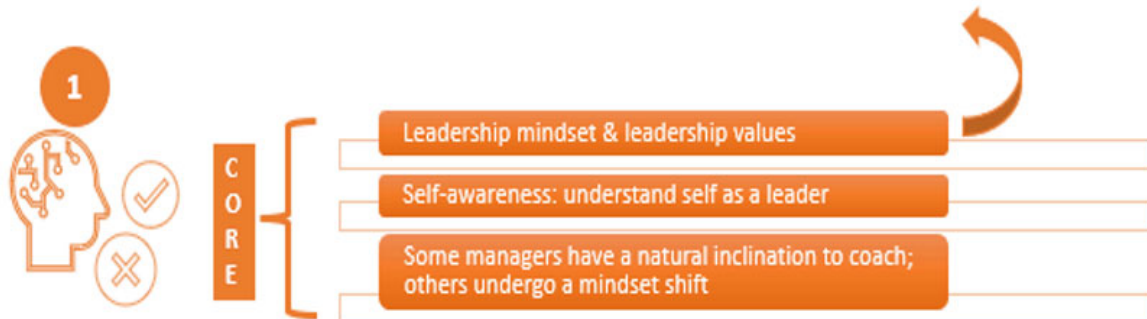 1
CORE
Leadership mindset & leadership values
Self-awareness: understand self as a leader
Some managers have a natural inclination to coach;
others undergo a mindset shift